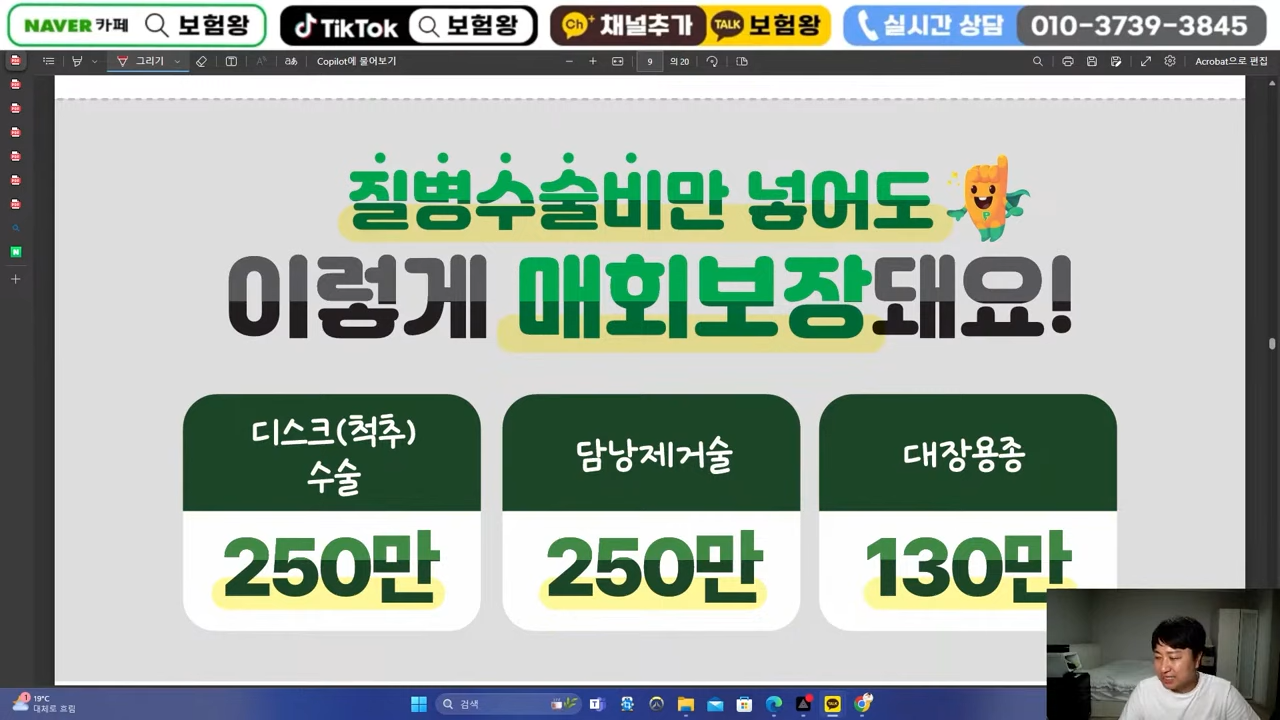 NAVER 카페 보험왕 TikTok 보험왕 Ch+ 채널추가 TALK 보험왕 실시간 상담 010-3739-3845
그리기 Copilot에 물어보기 9 의 20 Acrobat으로 편집
질병수술비만 넣어도
이렇게 매회보장돼요!
디스크(척추)
수술
250만
담낭제거술
250만
대장용종
130만
1 19°C
대체로 흐림
검색